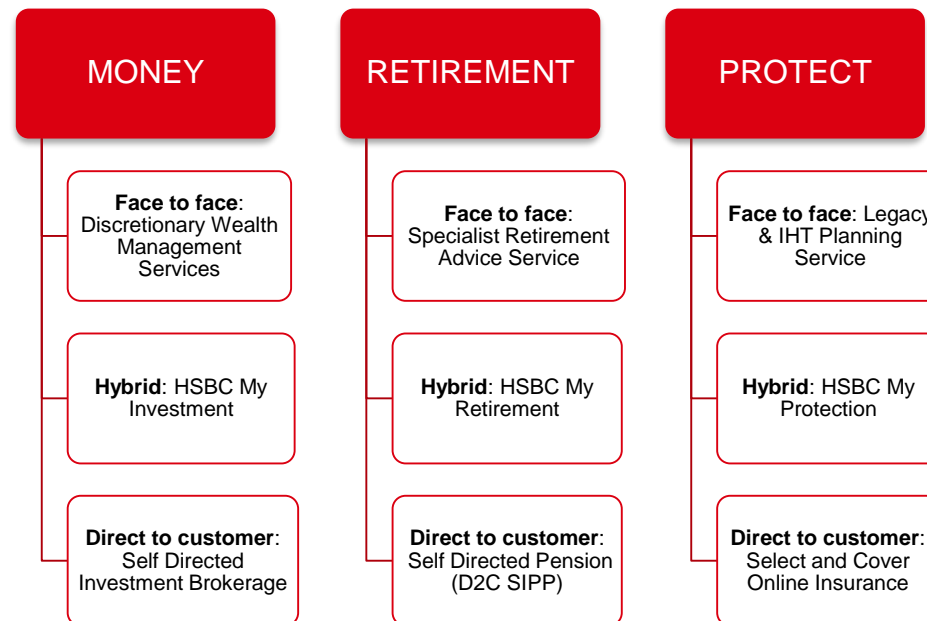 MONEY
Face to face:
Discretionary Wealth
Management
Services
Hybrid: HSBC My
Investment
Direct to customer:
Self Directed
Investment Brokerage
RETIREMENT
Face to face:
Specialist Retirement
Advice Service
Hybrid: HSBC My
Retirement
Direct to customer:
Self Directed Pension
(D2C SIPP)
PROTECT
Face to face: Legacy
& IHT Planning
Service
Hybrid: HSBC My
Protection
Direct to customer:
Select and Cover
Online Insurance